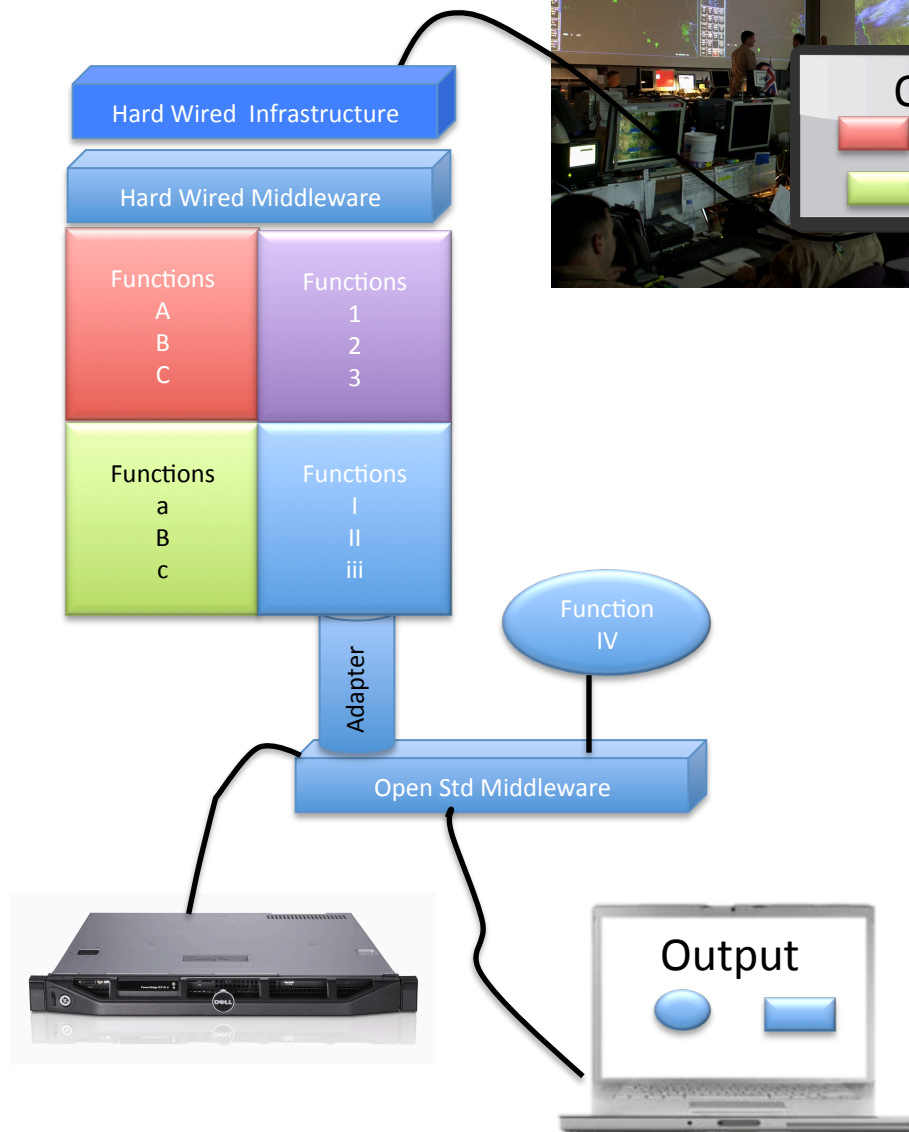 Hard Wired Infrastructure
Hard Wired Middleware
Functions
A
B
C
Functions
1
2
3
Functions
a
B
c
Functions
I
II
iii
Function
IV
Adapter
Open Std Middleware
DELL
Output